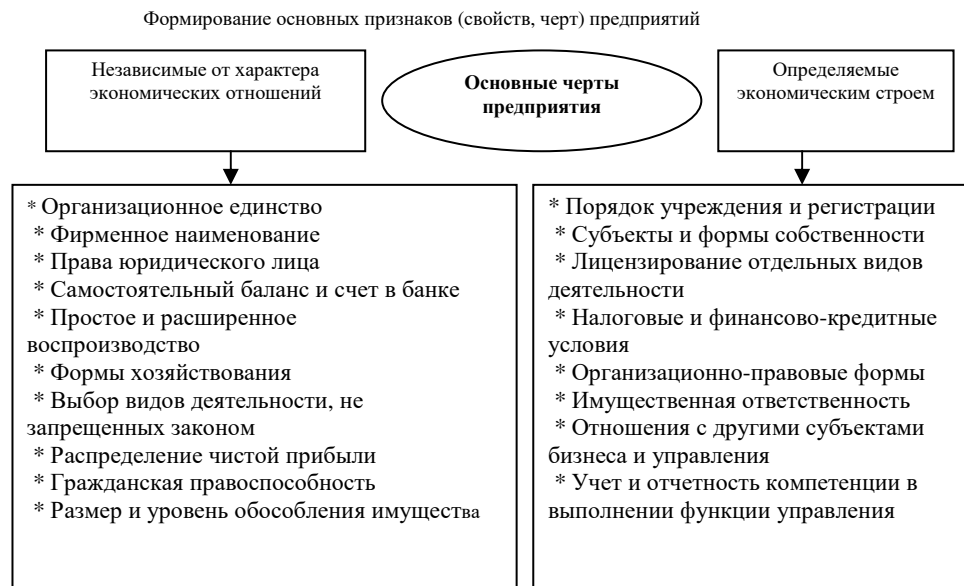 Формирование основных признаков (свойств, черт) предприятий
Независимые от характера
экономических отношений
Основные черты
предприятия
Определяемые
экономическим строем
* Организационное единство
* Фирменное наименование
* Права юридического лица
* Самостоятельный баланс и счет в банке
* Простое и расширенное
воспроизводство
* Формы хозяйствования
* Выбор видов деятельности, не
запрещенных законом
* Распределение чистой прибыли
* Гражданская правоспособность
* Размер и уровень обособления имущества
* Порядок учреждения и регистрации
* Субъекты и формы собственности
* Лицензирование отдельных видов
деятельности
* Налоговые и финансово-кредитные
условия
* Организационно-правовые формы
* Имущественная ответственность
* Отношения с другими субъектами
бизнеса и управления
* Учет и отчетность компетенции в
выполнении функции управления